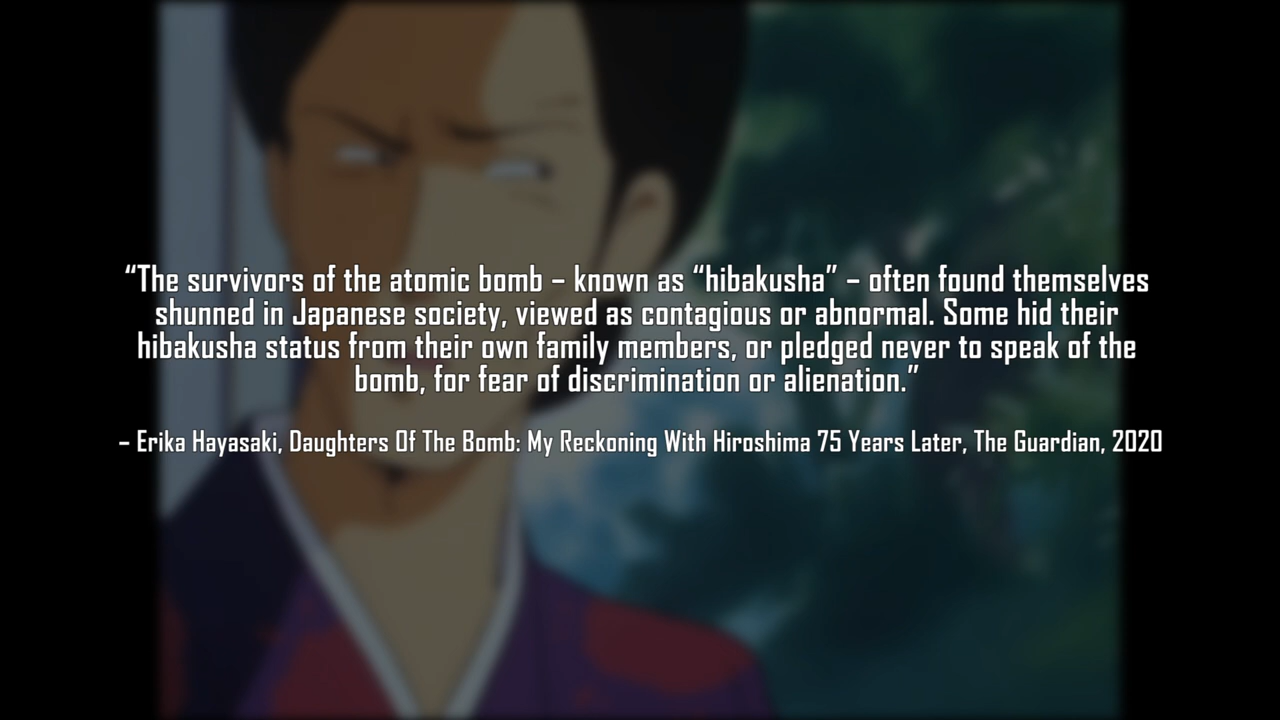 “The survivors of the atomic bomb – known as “hibakusha” – often found themselves
shunned in Japanese society, viewed as contagious or abnormal. Some hid their
hibakusha status from their own family members, or pledged never to speak of the
bomb, for fear of discrimination or alienation.”
– Erika Hayasaki, Daughters Of The Bomb: My Reckoning With Hiroshima 75 Years Later, The Guardian, 2020